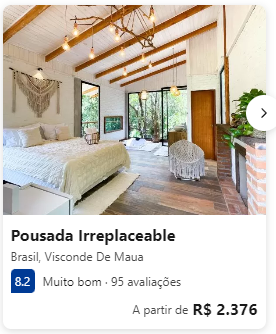 Pousada Irreplaceable
Brasil, Visconde De Maua
8.2 Muito bom · 95 avaliações
A partir de R$ 2.376